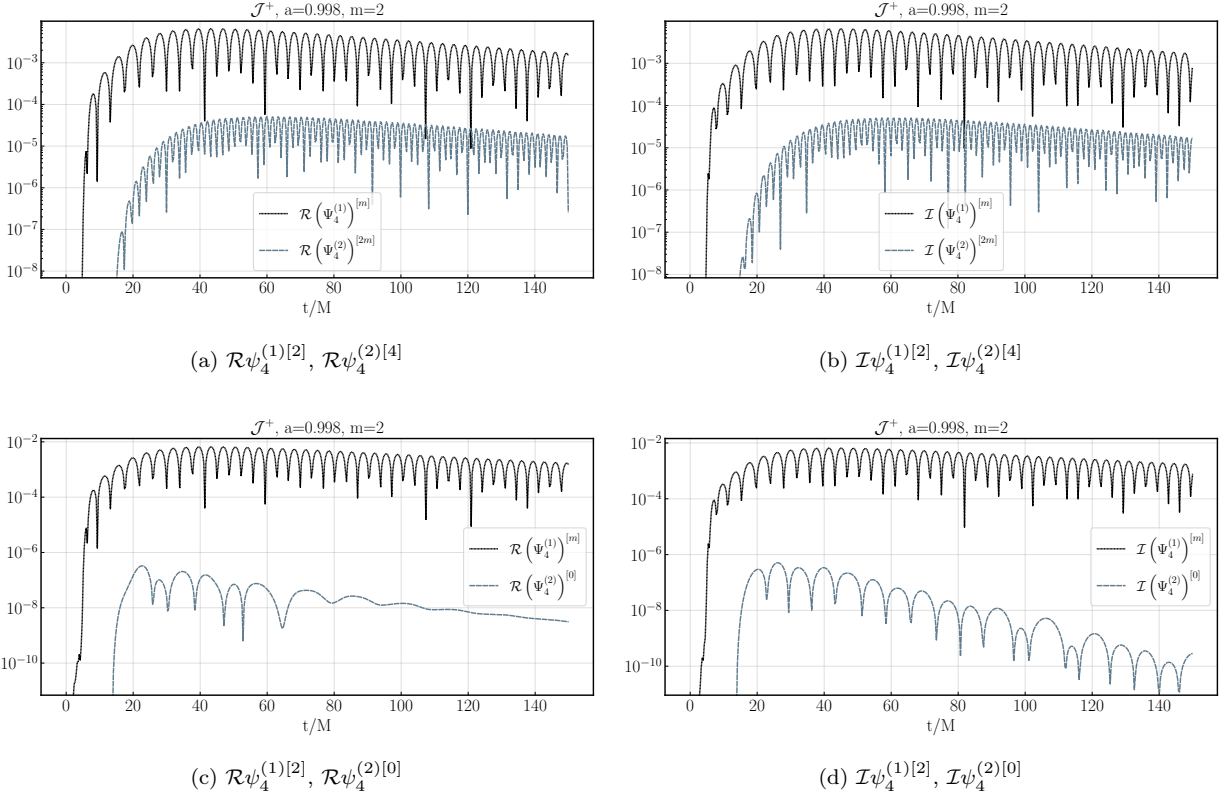 𝒥⁺, a=0.998, m=2
10⁻³
10⁻⁴
10⁻⁵
10⁻⁶
10⁻⁷
10⁻⁸
ℛ(Ψ₄⁽¹⁾)^[m]
ℛ(Ψ₄⁽²⁾)^[2m]
0 20 40 60 80 100 120 140
t/M
(a) ℛψ₄^(1)[2], ℛψ₄^(2)[4]
𝒥⁺, a=0.998, m=2
10⁻³
10⁻⁴
10⁻⁵
10⁻⁶
10⁻⁷
10⁻⁸
ℐ(Ψ₄⁽¹⁾)^[m]
ℐ(Ψ₄⁽²⁾)^[2m]
0 20 40 60 80 100 120 140
t/M
(b) ℐψ₄^(1)[2], ℐψ₄^(2)[4]
𝒥⁺, a=0.998, m=2
10⁻²
10⁻⁴
10⁻⁶
10⁻⁸
10⁻¹⁰
ℛ(Ψ₄⁽¹⁾)^[m]
ℛ(Ψ₄⁽²⁾)^[0]
0 20 40 60 80 100 120 140
t/M
(c) ℛψ₄^(1)[2], ℛψ₄^(2)[0]
𝒥⁺, a=0.998, m=2
10⁻²
10⁻⁴
10⁻⁶
10⁻⁸
10⁻¹⁰
ℐ(Ψ₄⁽¹⁾)^[m]
ℐ(Ψ₄⁽²⁾)^[0]
0 20 40 60 80 100 120 140
t/M
(d) ℐψ₄^(1)[2], ℐψ₄^(2)[0]